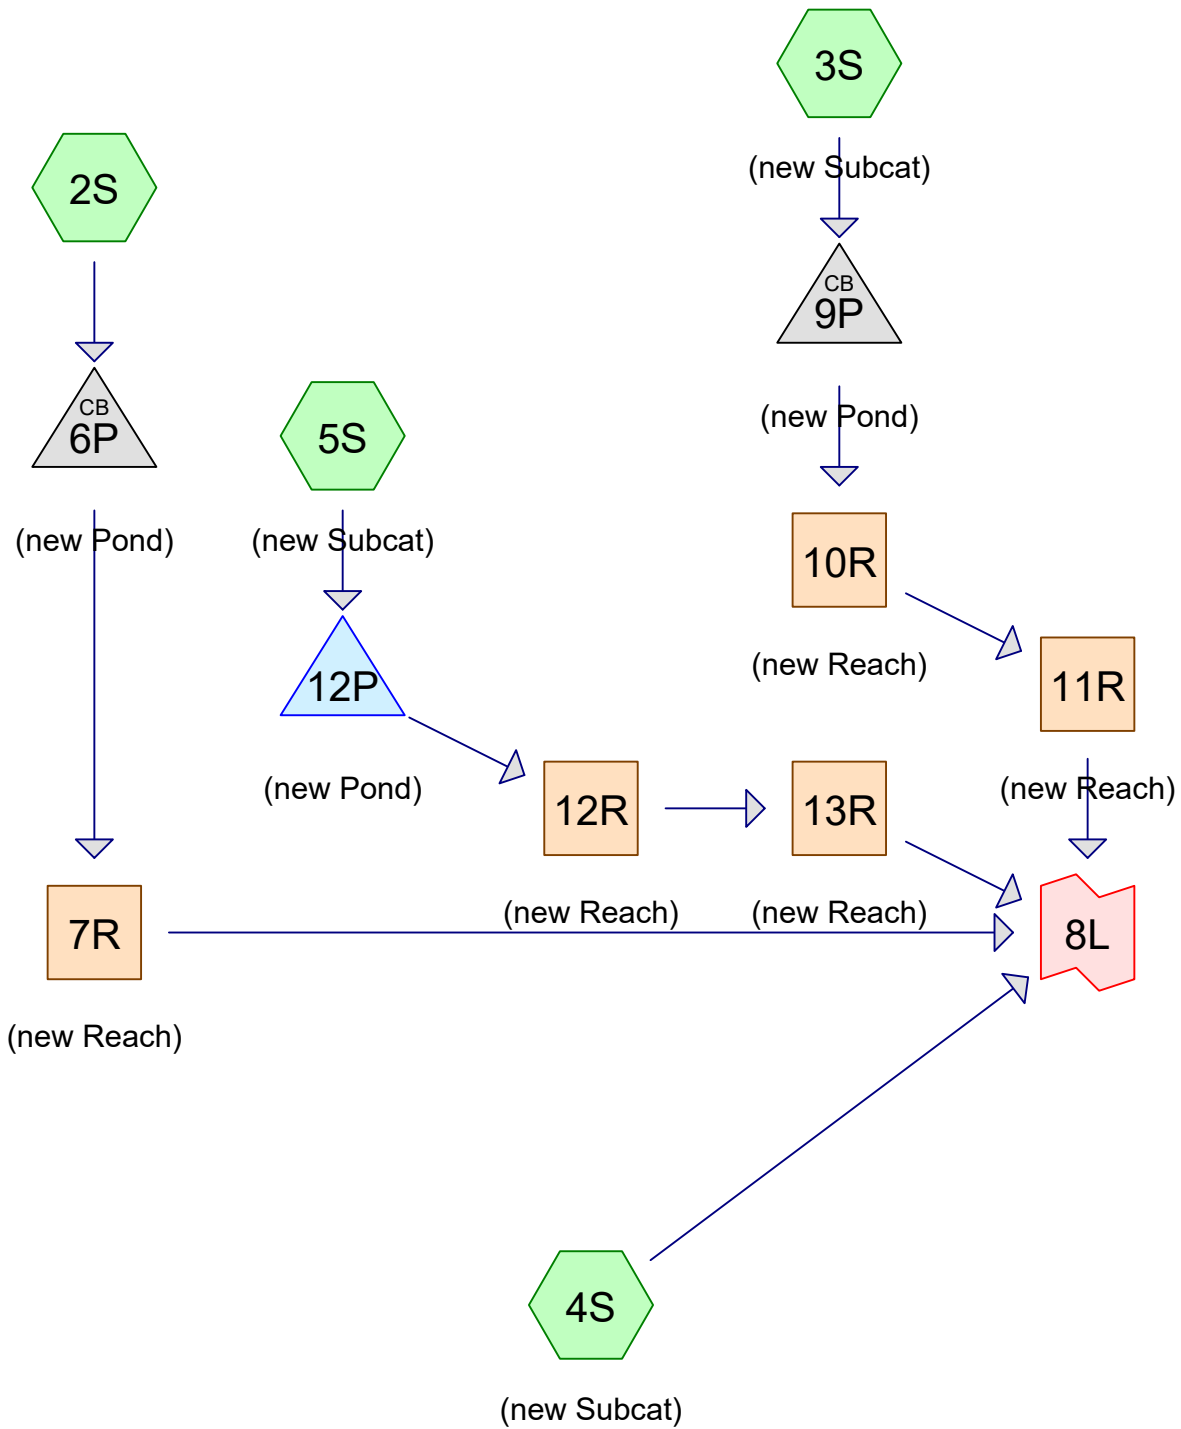 3S
(new Subcat)
2S
CB
9P
CB
6P
5S
(new Pond)
(new Pond)
(new Subcat)
10R
(new Reach)
12P
11R
(new Pond)
(new Reach)
12R
13R
(new Reach)
(new Reach)
7R
8L
(new Reach)
4S
(new Subcat)